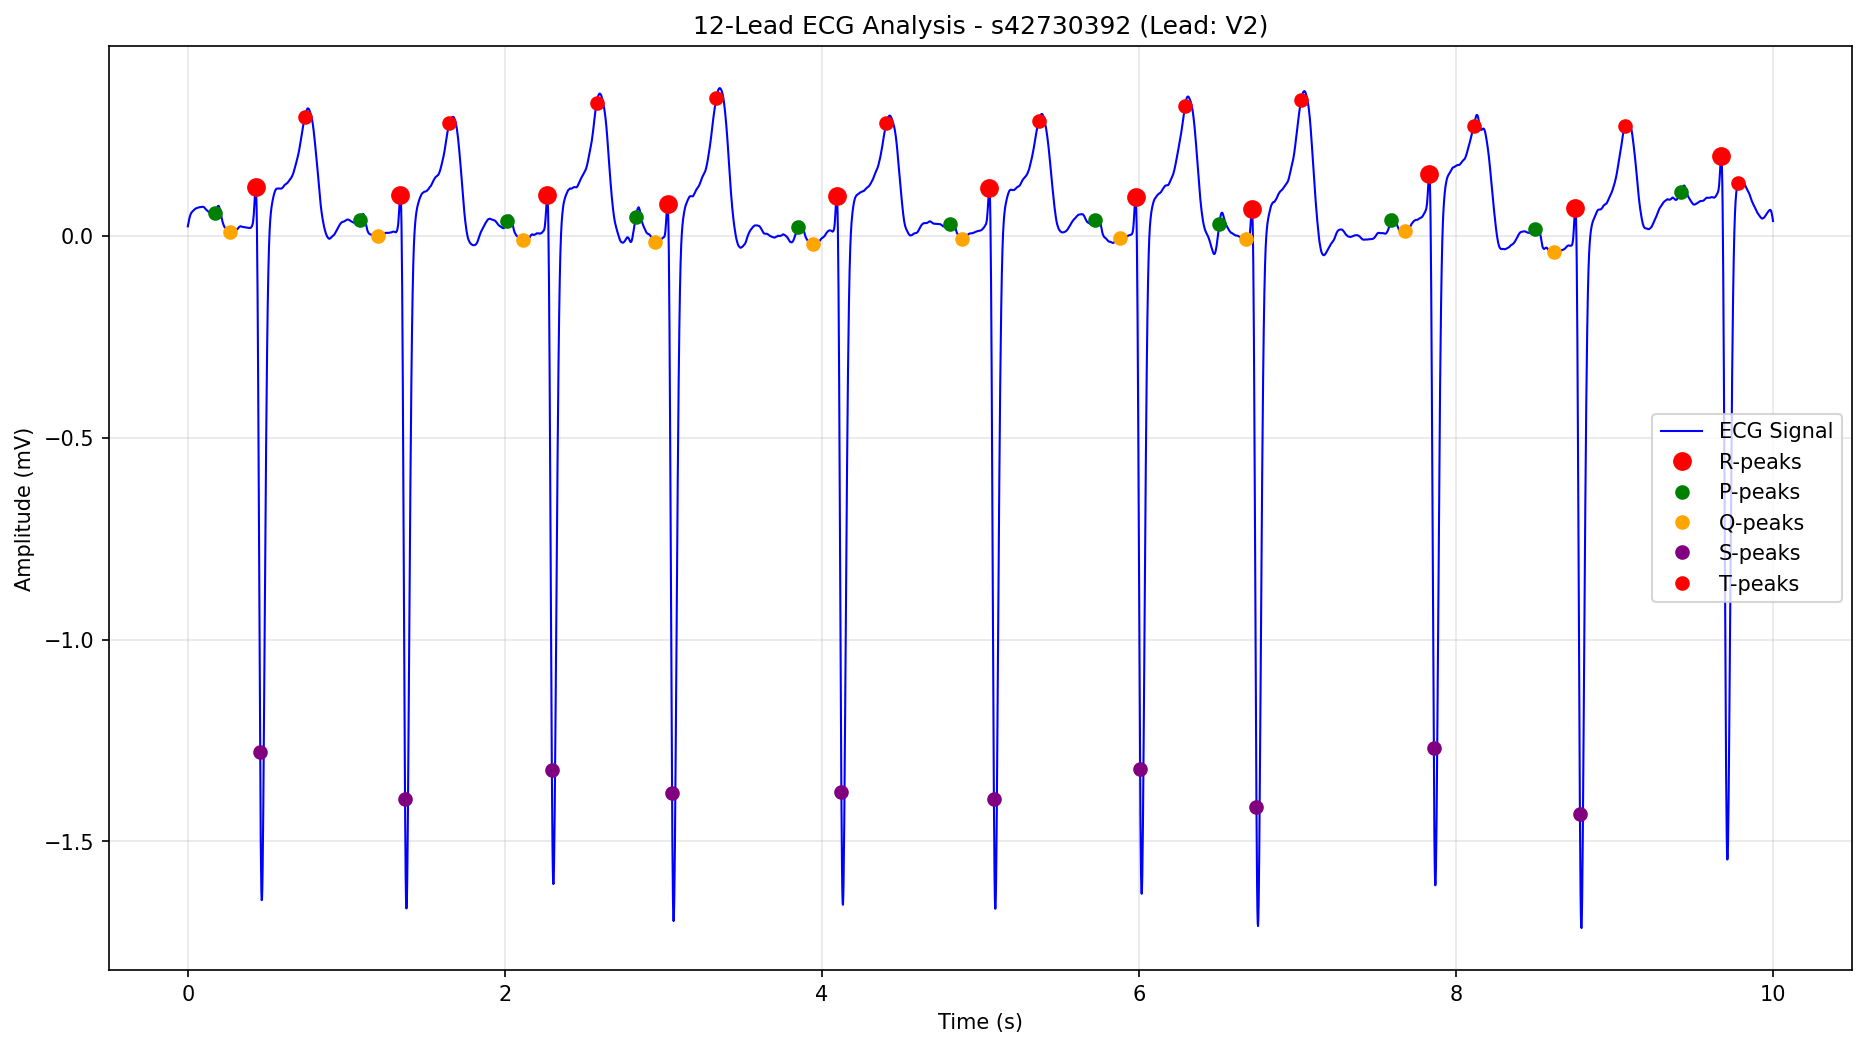 12-Lead ECG Analysis - s42730392 (Lead: V2)
Amplitude (mV)
0.0
−0.5
−1.0
−1.5
ECG Signal
R-peaks
P-peaks
Q-peaks
S-peaks
T-peaks
0 2 4 6 8 10
Time (s)